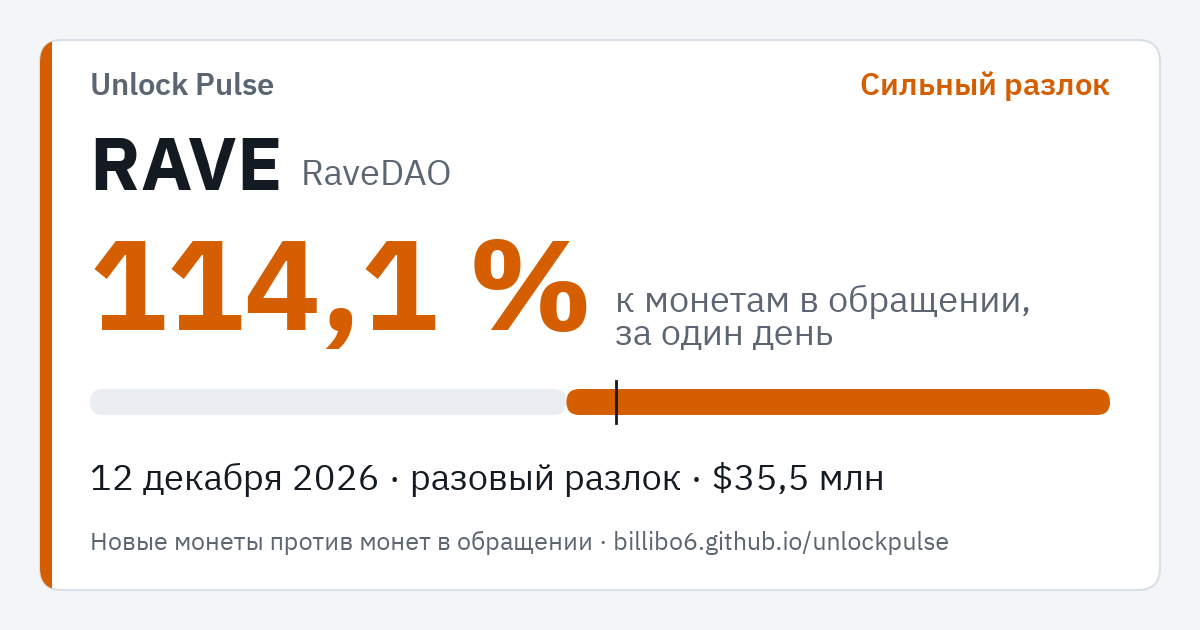 Unlock Pulse
Сильный разлок
RAVE RaveDAO
114,1 % к монетам в обращении,
за один день
12 декабря 2026 · разовый разлок · $35,5 млн
Новые монеты против монет в обращении · billibo6.github.io/unlockpulse